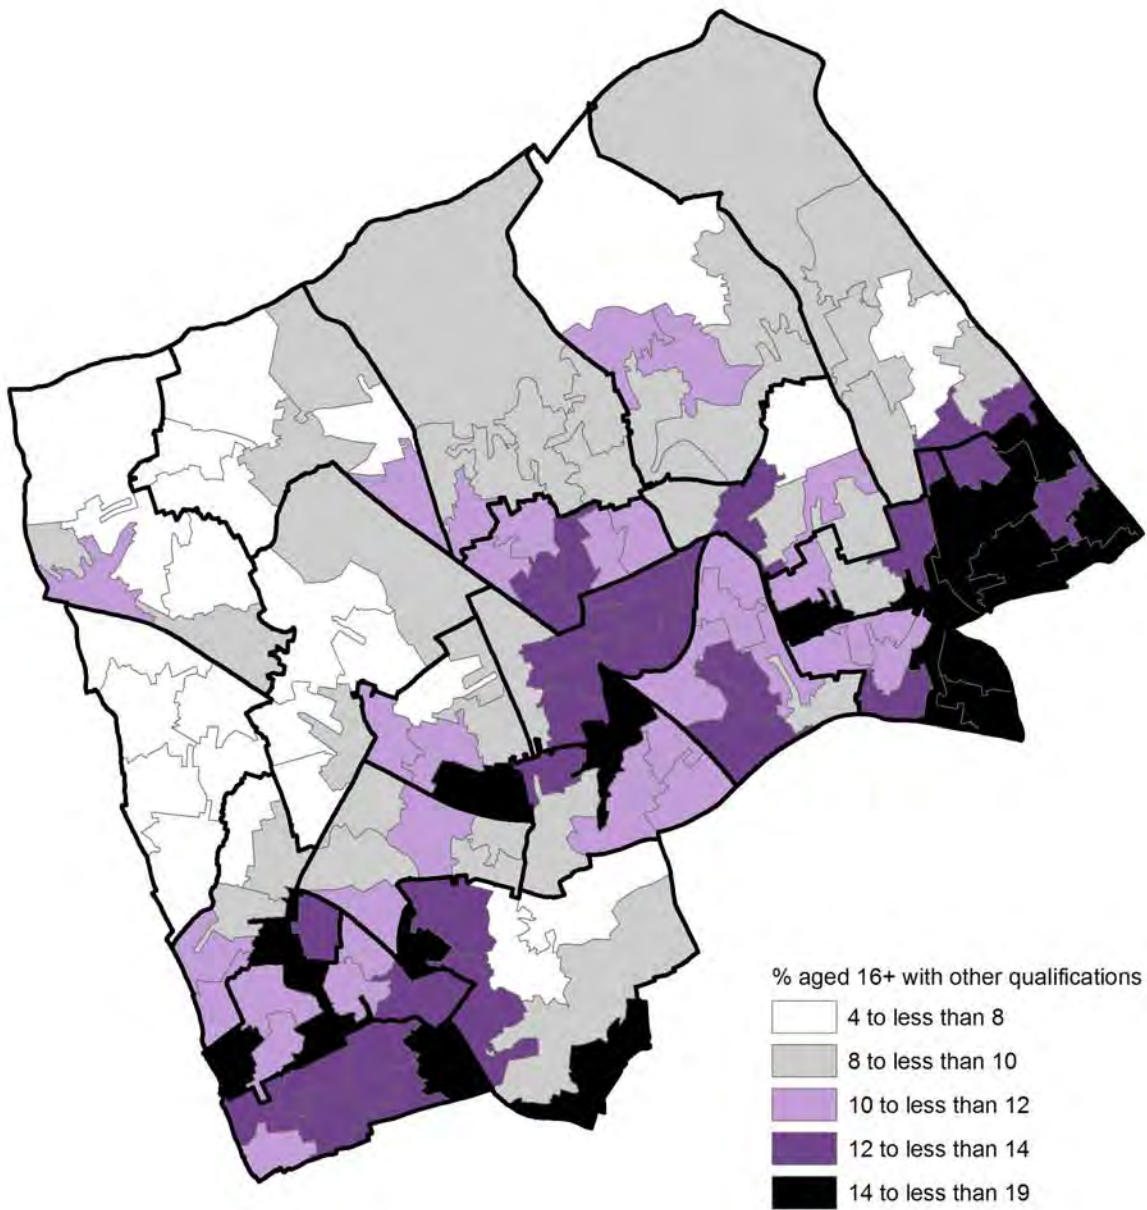 % aged 16+ with other qualifications
4 to less than 8
8 to less than 10
10 to less than 12
12 to less than 14
14 to less than 19